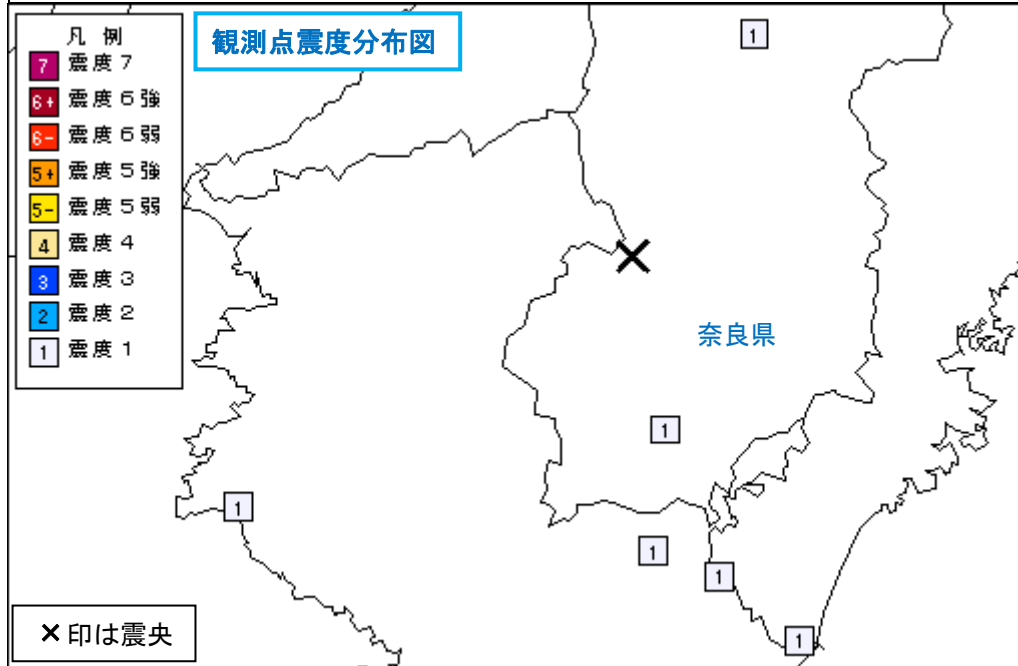 凡 例
7 震度７
6+ 震度６強
6- 震度６弱
5+ 震度５強
5- 震度５弱
4 震度４
3 震度３
2 震度２
1 震度１
観測点震度分布図
1
奈良県
1
1
1
1
1
×印は震央